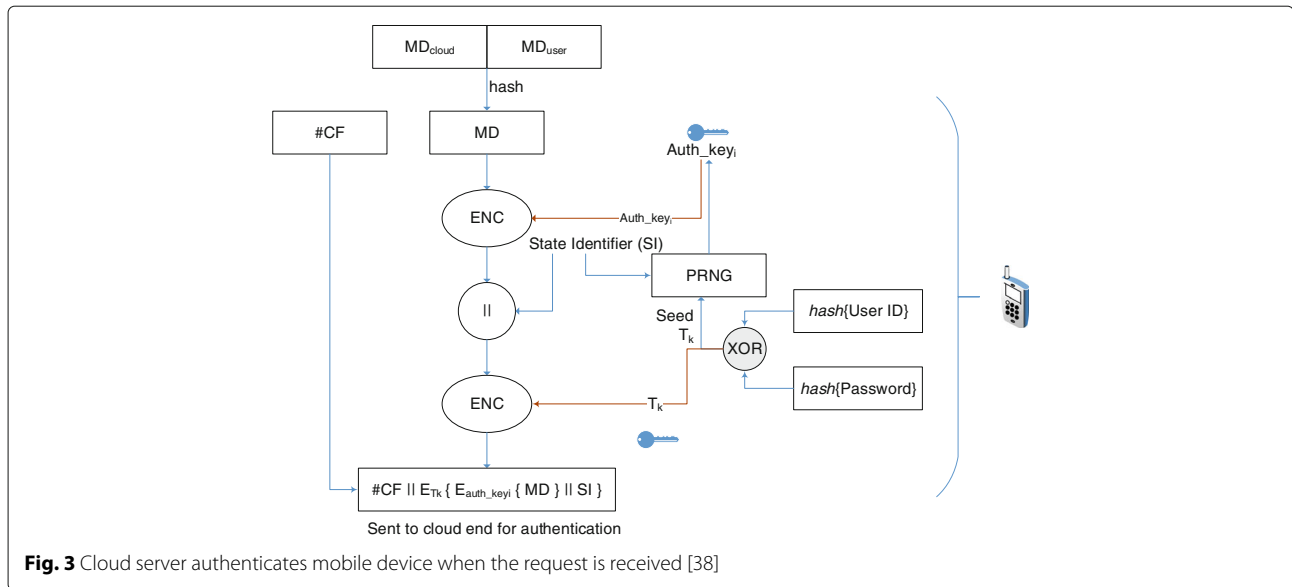 MDcloud MDuser
hash
#CF MD
Auth_keyi
ENC
Auth_keyi
State Identifier (SI)
PRNG
||
hash{User ID}
Seed
Tk
XOR
hash{Password}
ENC
Tk
#CF || ETk { Eauth_keyi { MD } || SI }
Sent to cloud end for authentication
Fig. 3 Cloud server authenticates mobile device when the request is received [38]